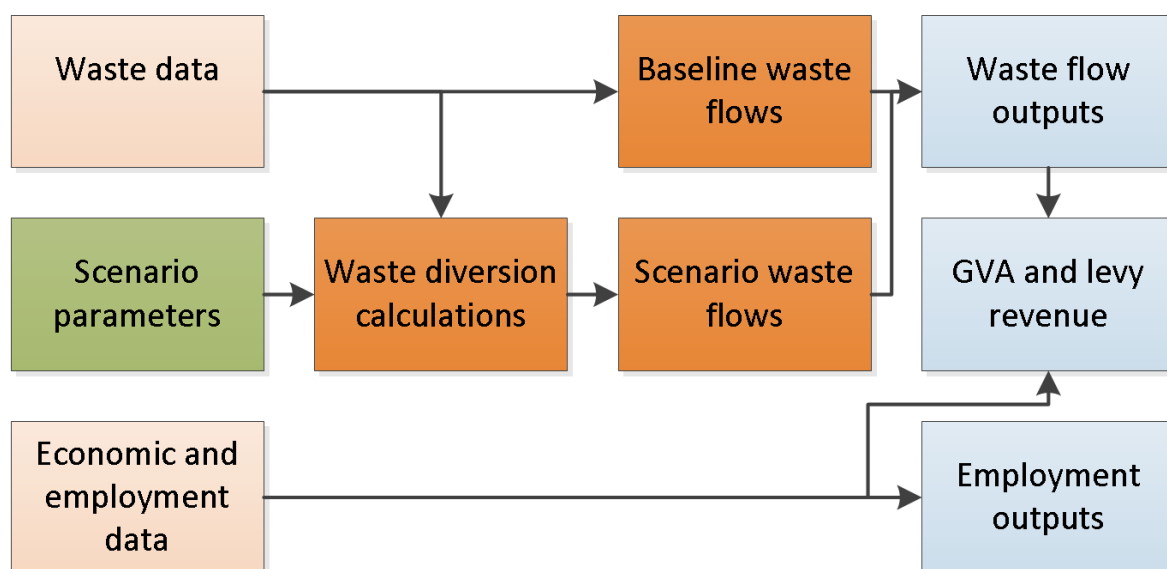 Waste data
Baseline waste
flows
Waste flow
outputs
Scenario
parameters
Waste diversion
calculations
Scenario waste
flows
GVA and levy
revenue
Economic and
employment
data
Employment
outputs